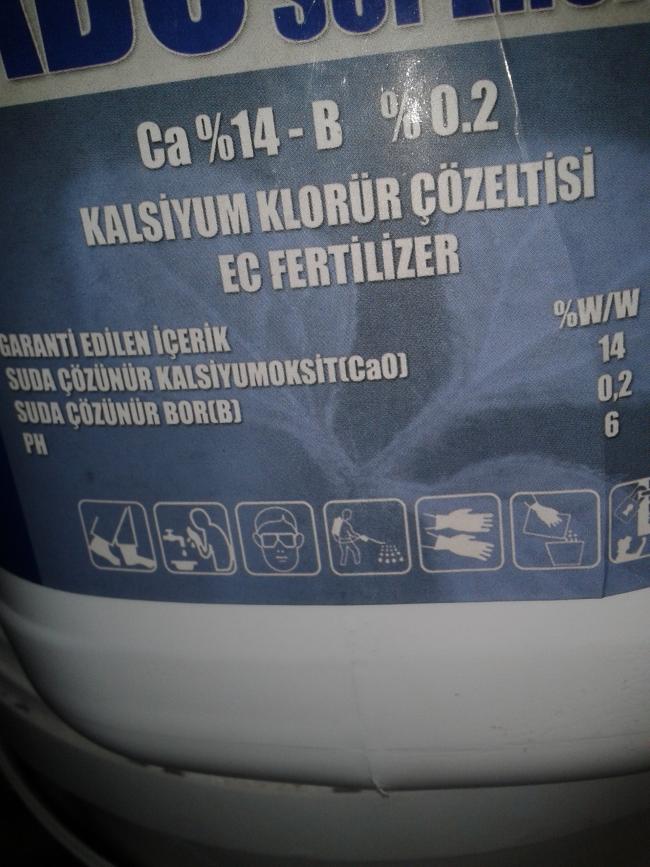 Ca %14 - B % 0.2
KALSİYUM KLORÜR ÇÖZELTİSİ
EC FERTİLİZER
%W/W
GARANTİ EDİLEN İÇERİK
SUDA ÇÖZÜNÜR KALSİYUMOKSİT(CaO) 14
SUDA ÇÖZÜNÜR BOR(B) 0,2
PH 6